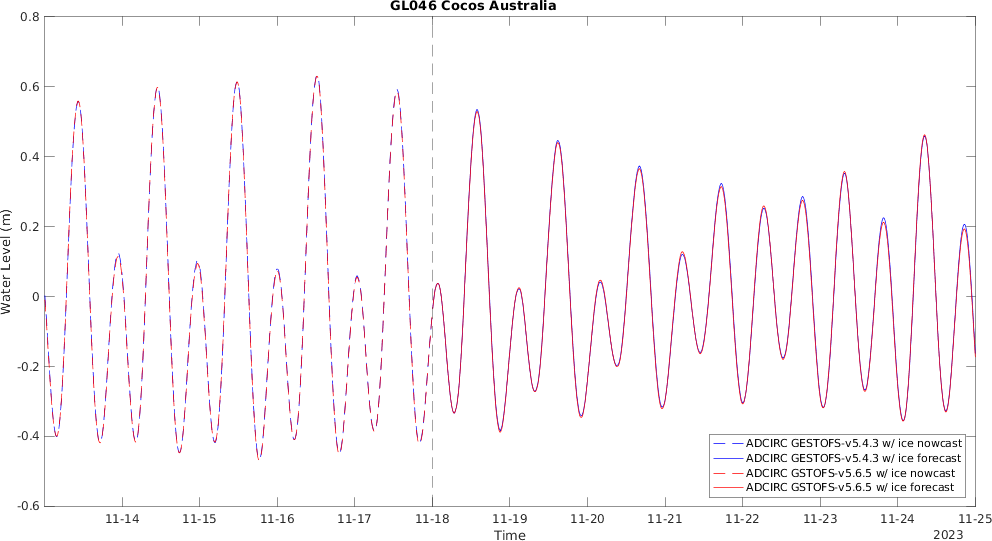 GL046 Cocos Australia
0.8
0.6
0.4
0.2
0
-0.2
-0.4
-0.6
Water Level (m)
11-14 11-15 11-16 11-17 11-18 11-19 11-20 11-21 11-22 11-23 11-24 11-25
Time
2023
ADCIRC GESTOFS-v5.4.3 w/ ice nowcast
ADCIRC GESTOFS-v5.4.3 w/ ice forecast
ADCIRC GSTOFS-v5.6.5 w/ ice nowcast
ADCIRC GSTOFS-v5.6.5 w/ ice forecast